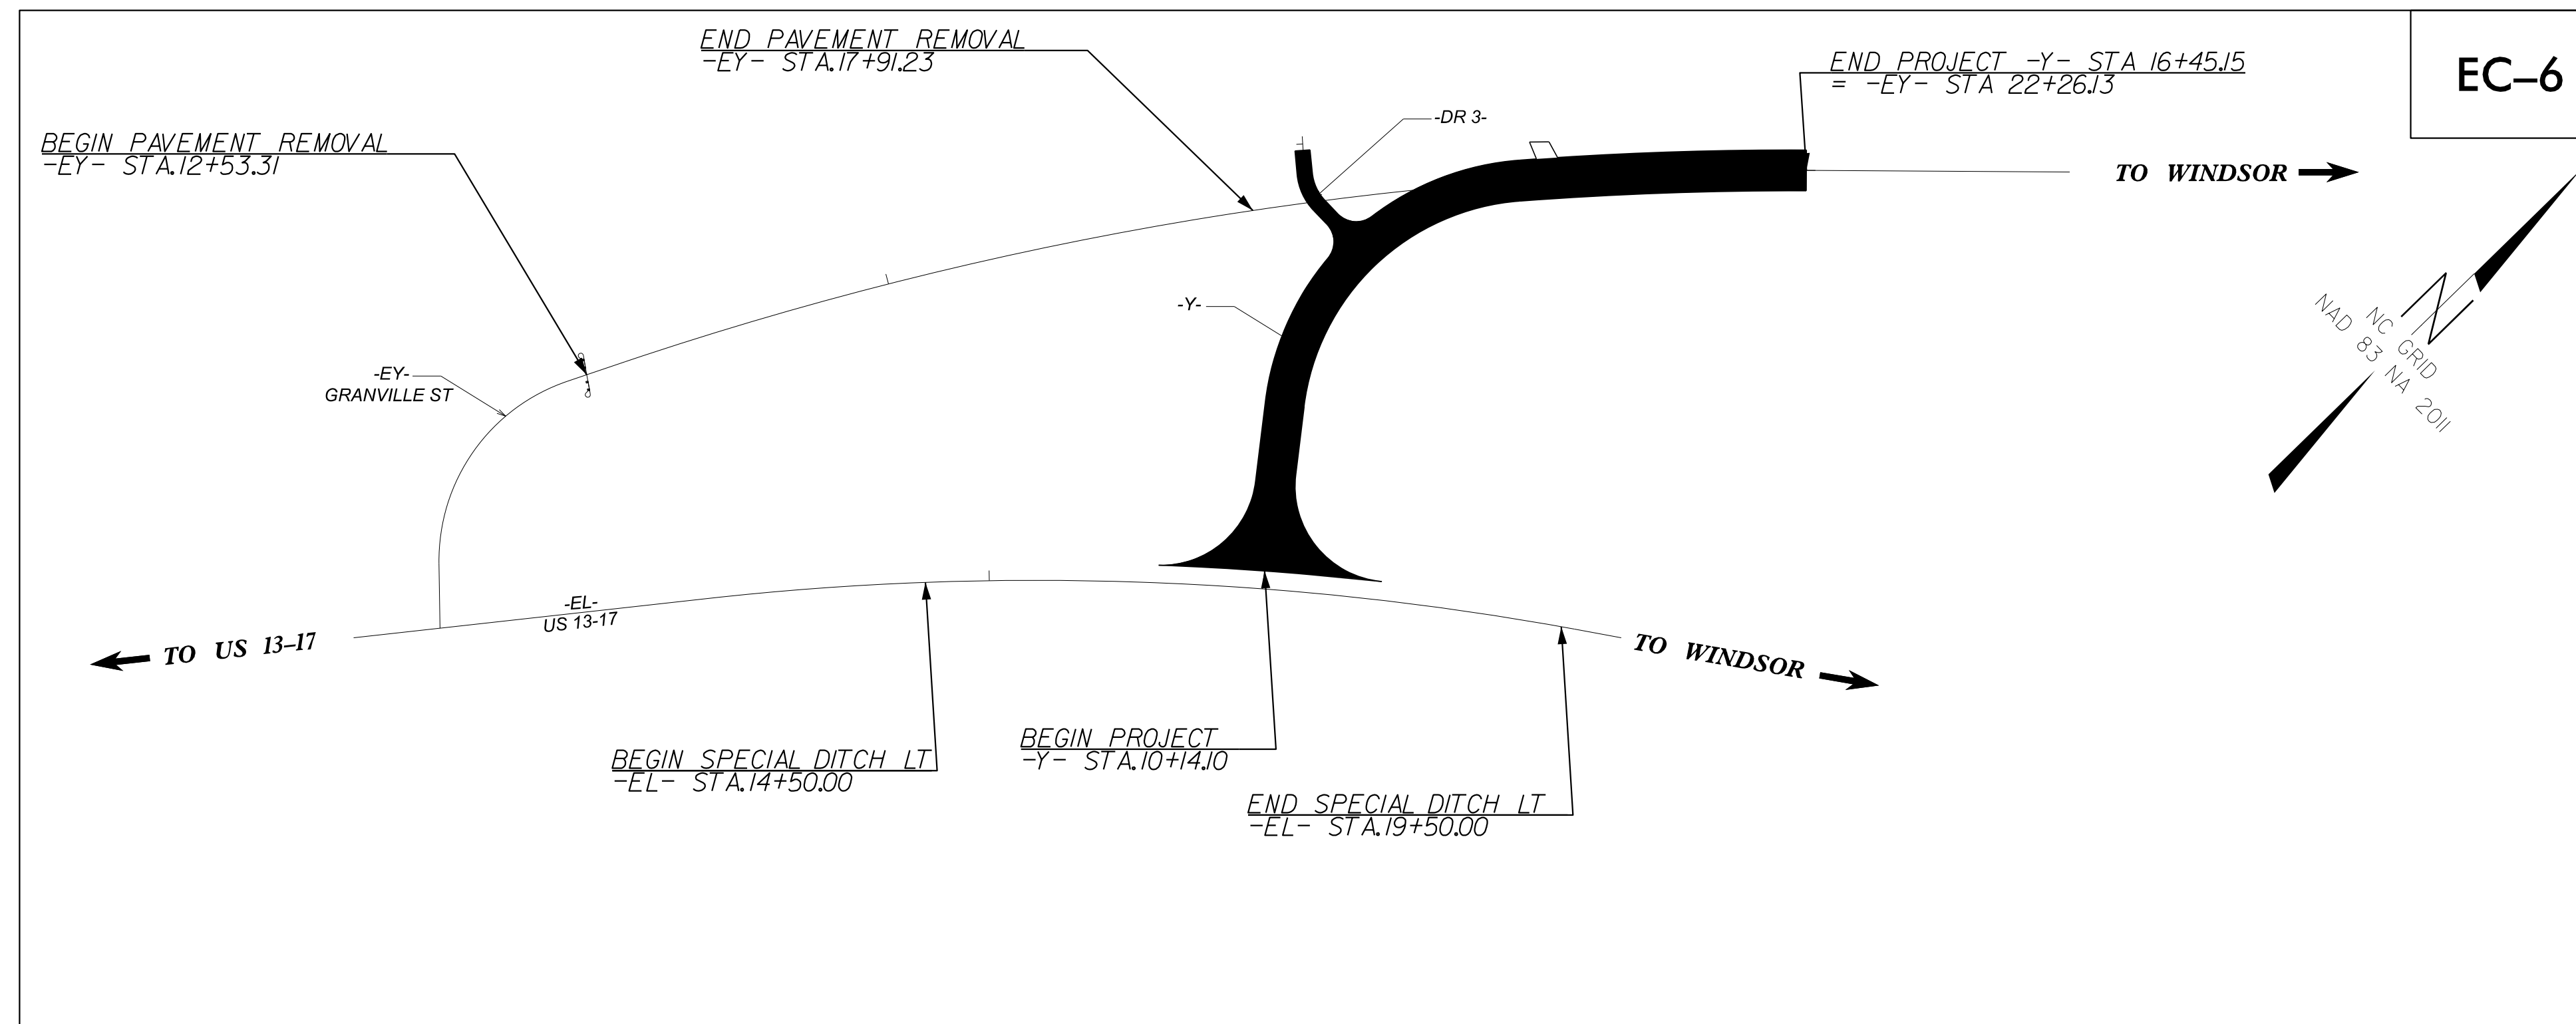 END PAVEMENT REMOVAL
-EY- STA.17+91.23
END PROJECT -Y- STA 16+45.15
= -EY- STA 22+26.13
EC-6
BEGIN PAVEMENT REMOVAL
-EY- STA.12+53.31
-DR 3-
TO WINDSOR
-Y-
NC GRID
NAD 83 NA 2011
N
-EY-
GRANVILLE ST
-EL-
US 13-17
TO US 13-17
TO WINDSOR
BEGIN SPECIAL DITCH LT
-EL- STA.14+50.00
BEGIN PROJECT
-Y- STA.10+14.10
END SPECIAL DITCH LT
-EL- STA.19+50.00